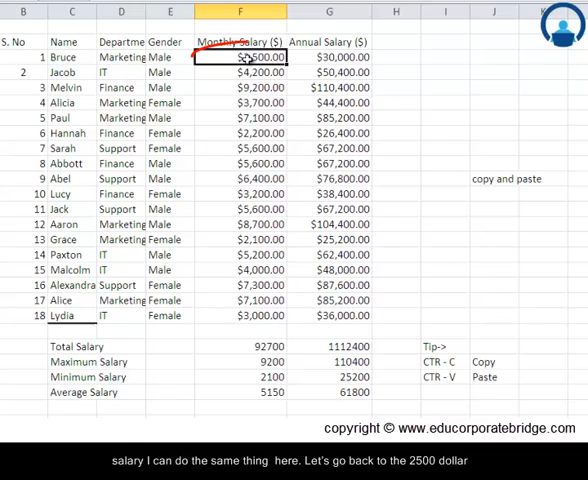 B C D E F G H I J K
S. No Name Departme Gender Monthly Salary ($) Annual Salary ($)
1 Bruce Marketing Male 500.00 $30,000.00
2 Jacob IT Male $4,200.00 $50,400.00
3 Melvin Finance Male $9,200.00 $110,400.00
4 Alicia Marketing Female $3,700.00 $44,400.00
5 Paul Marketing Male $7,100.00 $85,200.00
6 Hannah Finance Female $2,200.00 $26,400.00
7 Sarah Support Female $5,600.00 $67,200.00
8 Abbott Finance Male $5,600.00 $67,200.00
9 Abel Support Male $6,400.00 $76,800.00 copy and paste
10 Lucy Finance Female $3,200.00 $38,400.00
11 Jack Support Male $5,600.00 $67,200.00
12 Aaron Marketing Male $8,700.00 $104,400.00
13 Grace Marketing Female $2,100.00 $25,200.00
14 Paxton IT Male $5,200.00 $62,400.00
15 Malcolm IT Male $4,000.00 $48,000.00
16 Alexandra Support Female $7,300.00 $87,600.00
17 Alice Marketing Female $7,100.00 $85,200.00
18 Lydia IT Female $3,000.00 $36,000.00
Total Salary 92700 1112400 Tip->
Maximum Salary 9200 110400 CTR - C Copy
Minimum Salary 2100 25200 CTR - V Paste
Average Salary 5150 61800
copyright © www.educorporatebridge.com
salary I can do the same thing here. Let's go back to the 2500 dollar